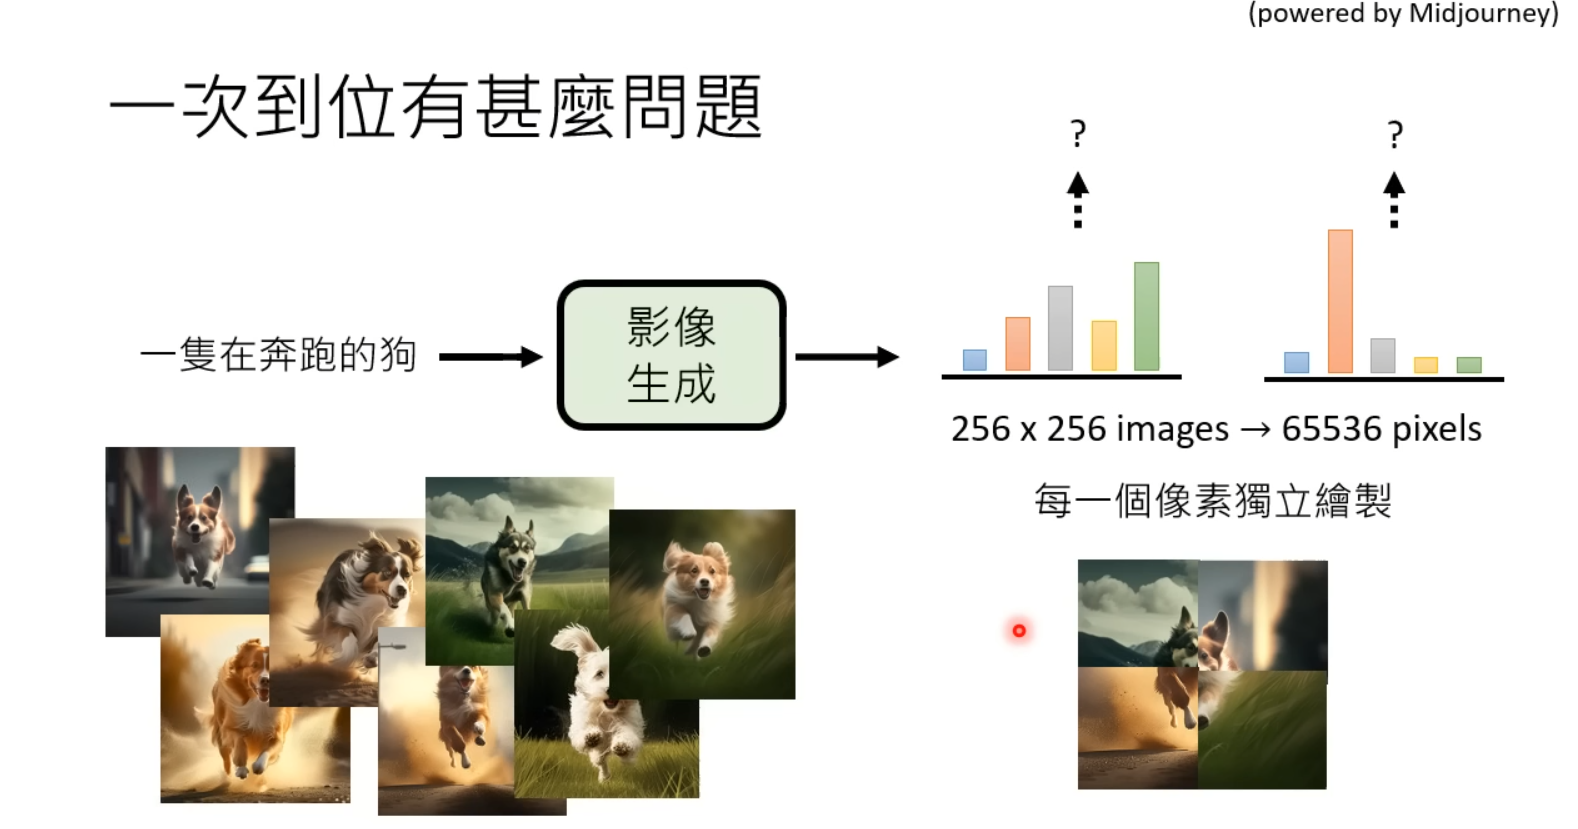 (powered by Midjourney)
一次到位有甚麼問題
?
?
一隻在奔跑的狗
影像
生成
256 x 256 images → 65536 pixels
每一個像素獨立繪製